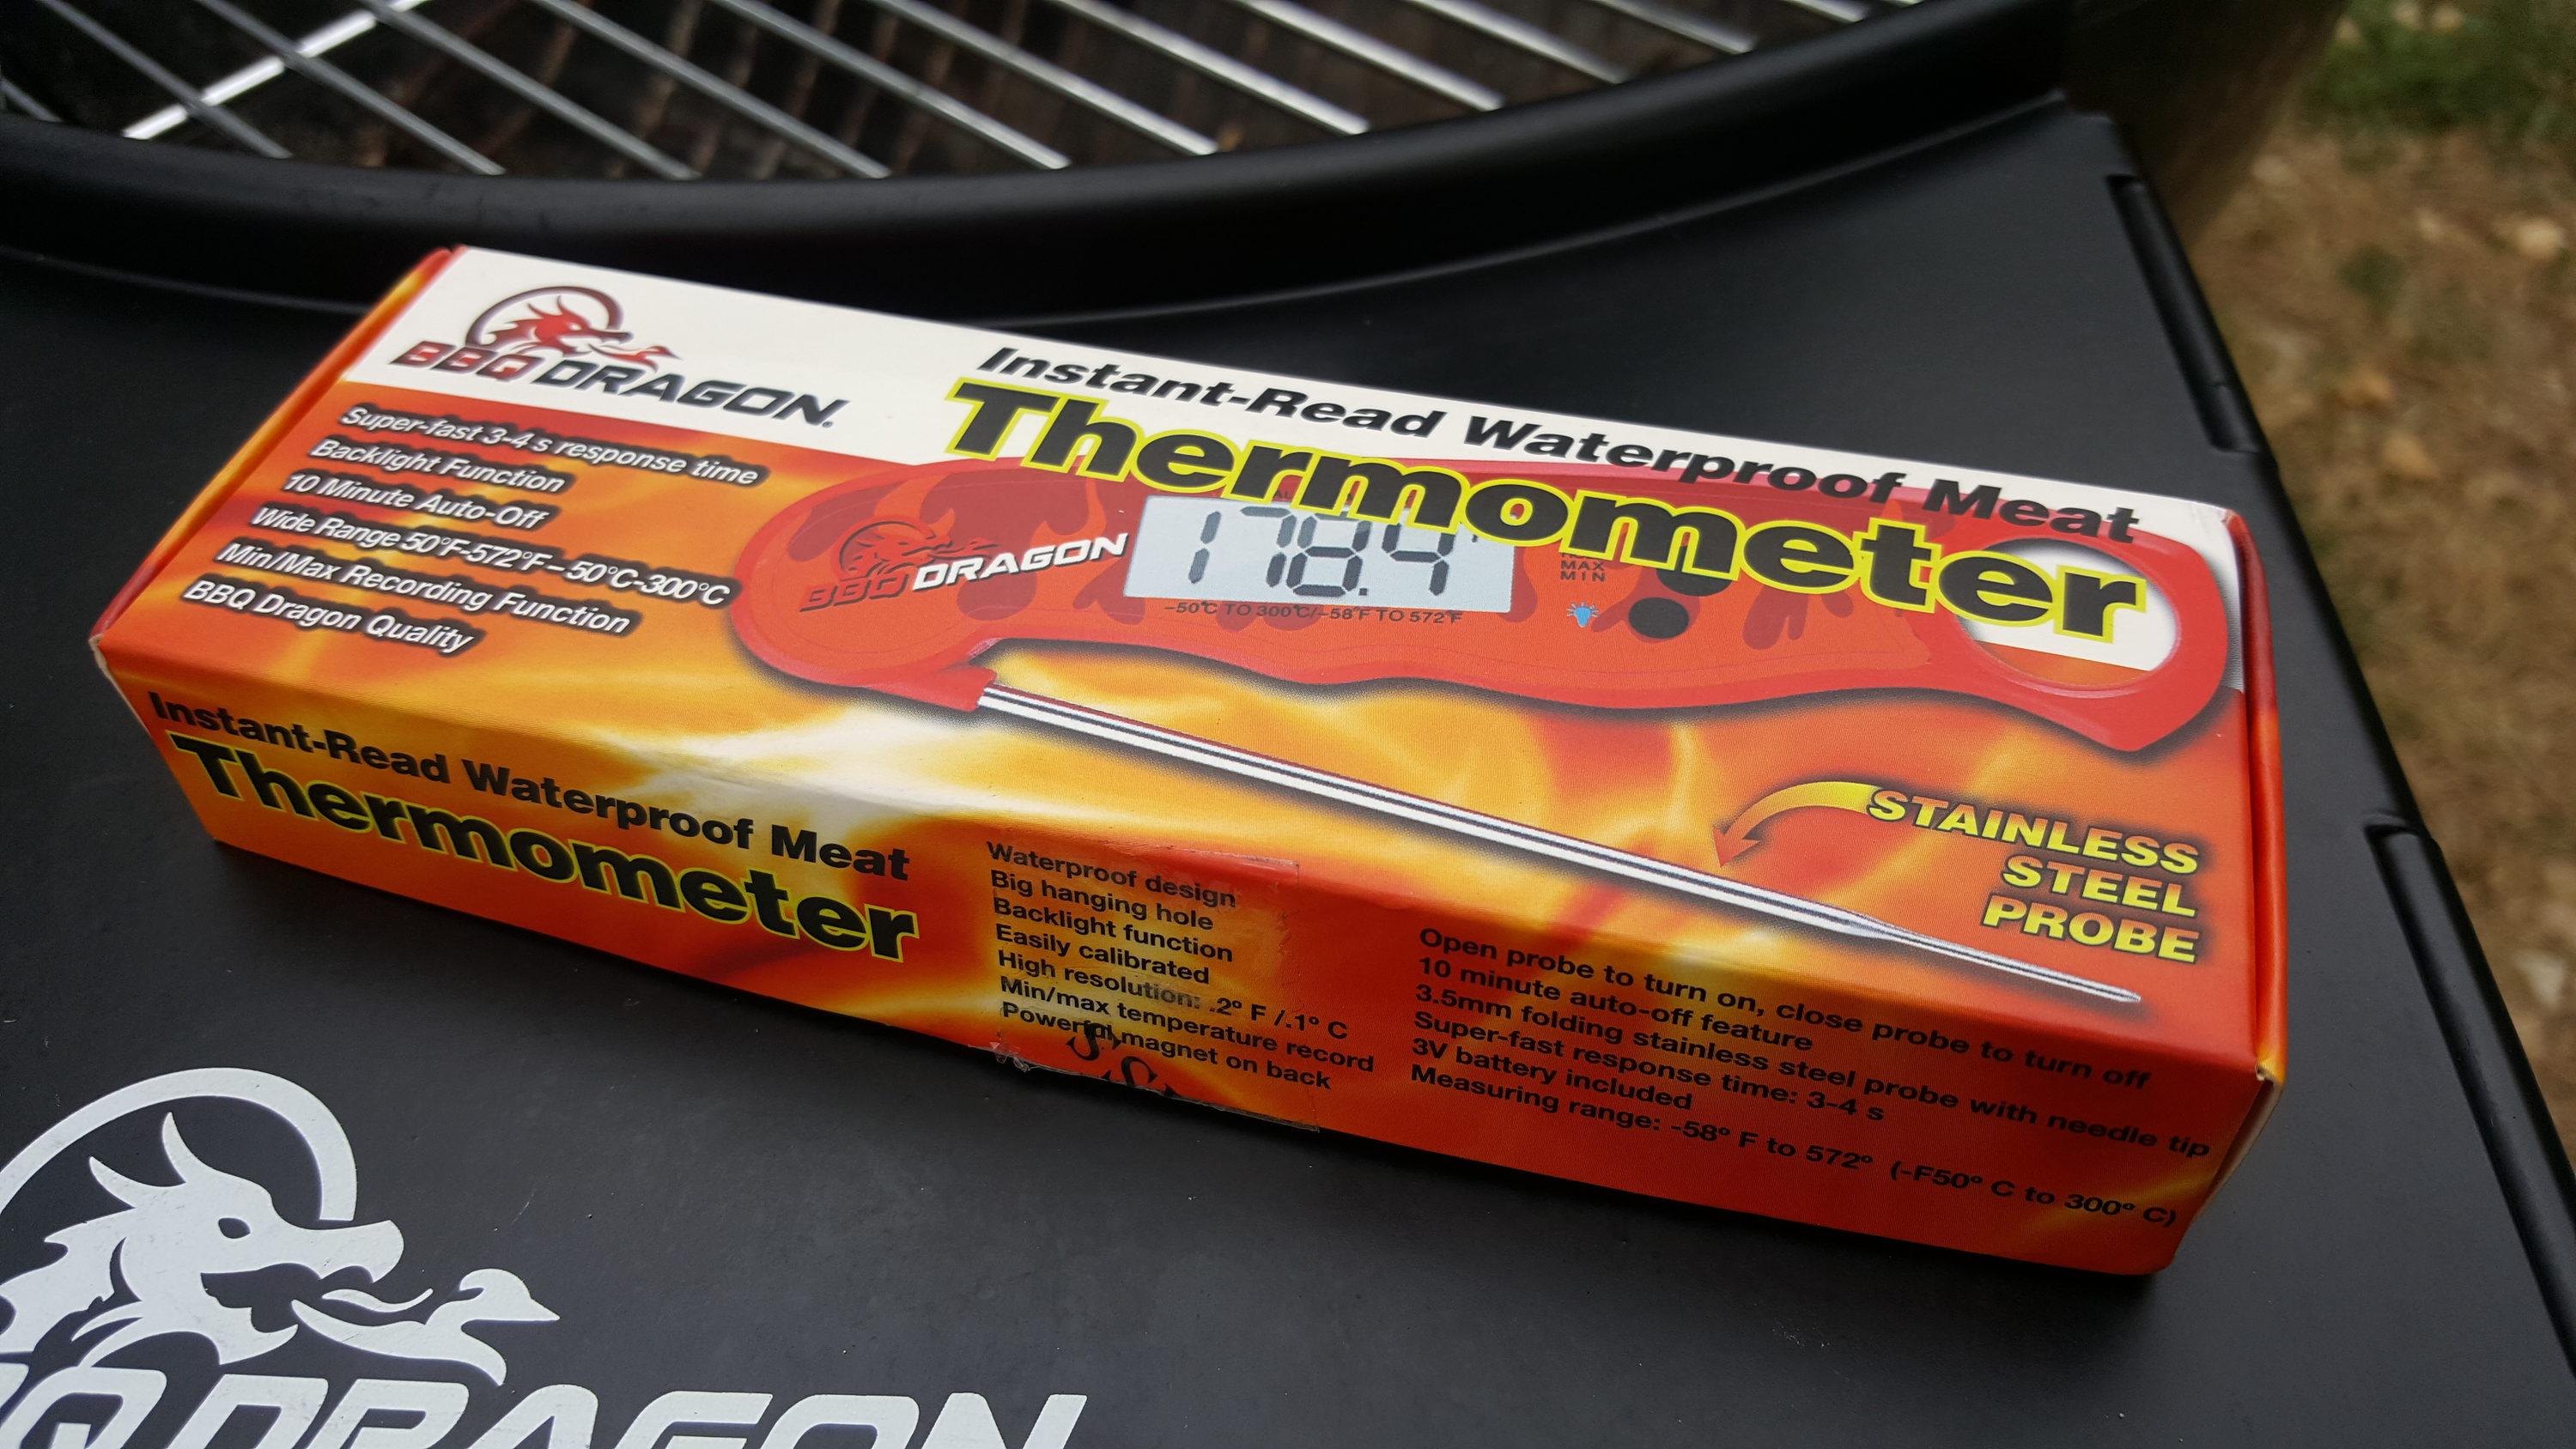 BBQ DRAGON®
Instant-Read Waterproof Meat
Thermometer
Super-fast 3-4 s response time
Backlight Function
10 Minute Auto-Off
Wide Range 50°F-572°F – 50°C-300°C
Min/Max Recording Function
BBQ Dragon Quality
BBQ DRAGON
178.4
MAX
MIN
-50°C TO 300°C/-58°F TO 572°F
STAINLESS
STEEL
PROBE
Instant-Read Waterproof Meat
Thermometer
Waterproof design
Big hanging hole
Backlight function
Easily calibrated
High resolution: .2° F /.1° C
Min/max temperature record
Powerful magnet on back
Open probe to turn on, close probe to turn off
10 minute auto-off feature
3.5mm folding stainless steel probe with needle tip
Super-fast response time: 3-4 s
3V battery included
Measuring range: -58° F to 572° (-F50° C to 300° C)
Q DRAGON